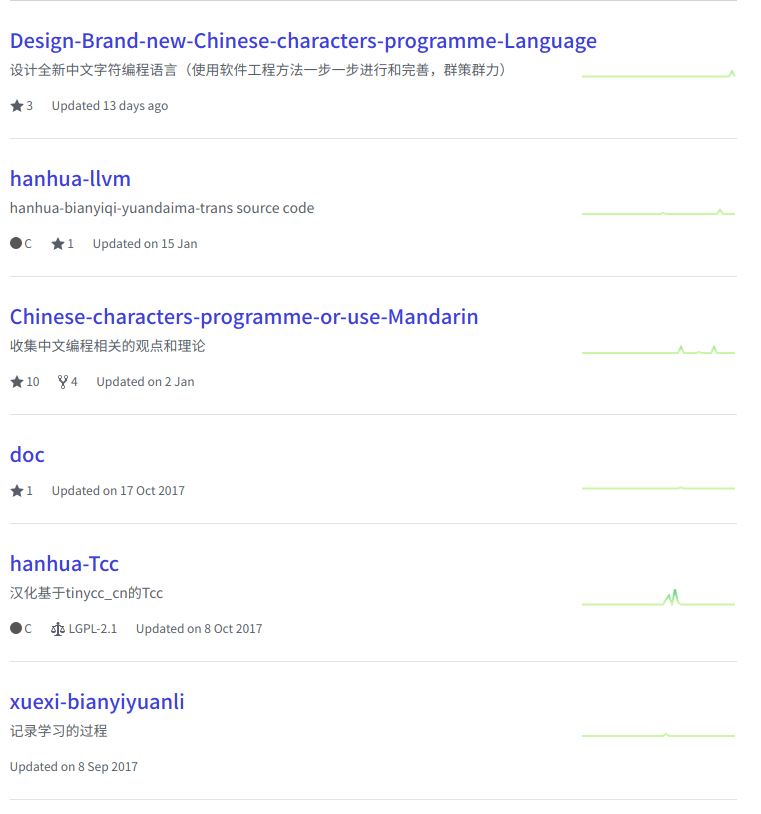 Design-Brand-new-Chinese-characters-programme-Language
设计全新中文字符编程语言（使用软件工程方法一步一步进行和完善，群策群力）
3 Updated 13 days ago
hanhua-llvm
hanhua-bianyiqi-yuandaima-trans source code
C 1 Updated on 15 Jan
Chinese-characters-programme-or-use-Mandarin
收集中文编程相关的观点和理论
10 4 Updated on 2 Jan
doc
1 Updated on 17 Oct 2017
hanhua-Tcc
汉化基于tinycc_cn的Tcc
C LGPL-2.1 Updated on 8 Oct 2017
xuexi-bianyiyuanli
记录学习的过程
Updated on 8 Sep 2017